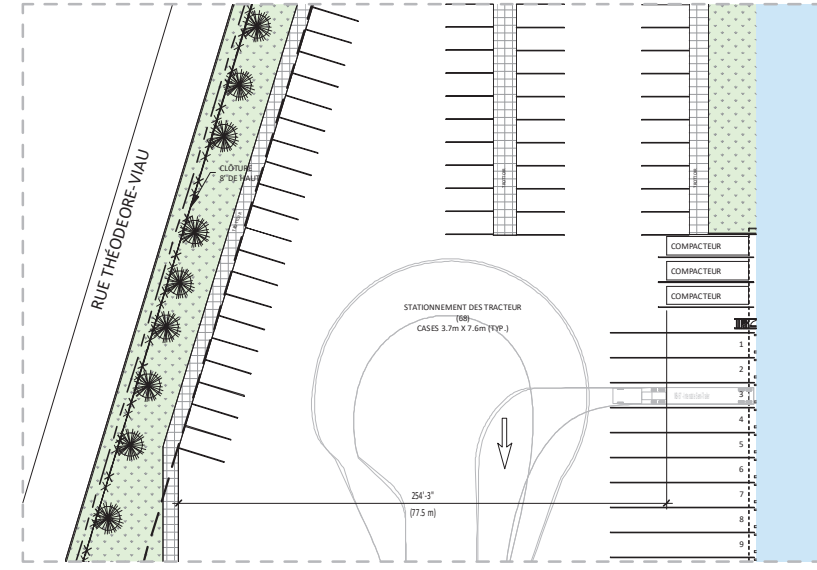 CLÔTURE
8' DE HAUT
RUE THÉODEORE-VIAU
COMPACTEUR
COMPACTEUR
COMPACTEUR
STATIONNEMENT DES TRACTEUR
(68)
CASES 3.7m X 7.6m (TYP.)
1
2
3
4
5
6
7
8
9
254'-3"
(77.5 m)